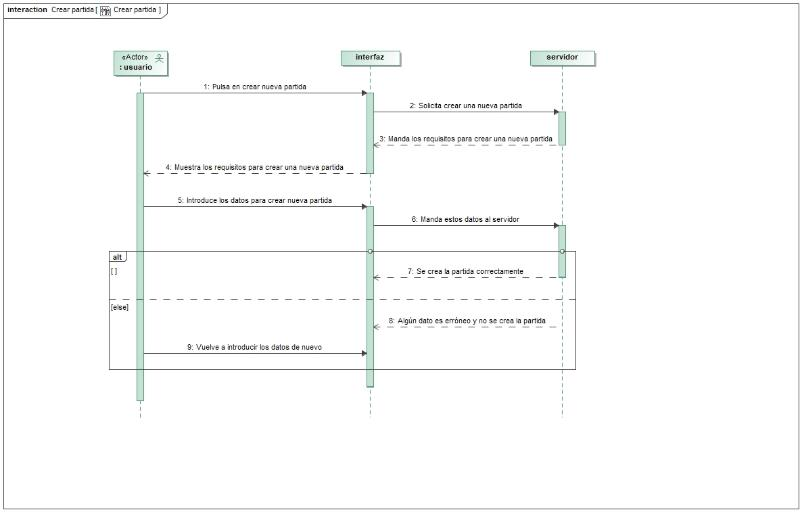 interaction Crear partida [ Crear partida ]
«Actor»
: usuario
interfaz
servidor
1: Pulsa en crear nueva partida
2: Solicita crear una nueva partida
3: Manda los requisitos para crear una nueva partida
4: Muestra los requisitos para crear una nueva partida
5: Introduce los datos para crear nueva partida
6: Manda estos datos al servidor
alt
[ ]
7: Se crea la partida correctamente
[else]
8: Algún dato es erróneo y no se crea la partida
9: Vuelve a introducir los datos de nuevo